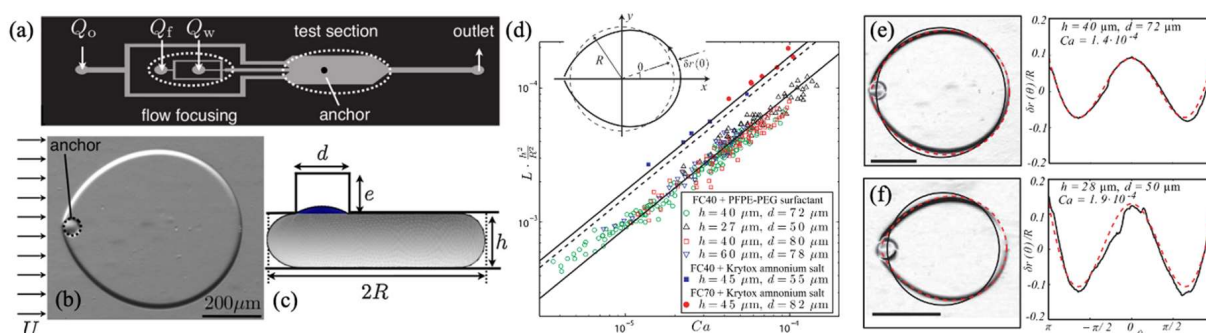 (a)
Q_o
Q_f
Q_w
test section
outlet
flow focusing
anchor
anchor
(b)
200μm
U
d
e
h
2R
(c)
(d)
y
R
θ
δr(θ)
x
10⁻⁴
10⁻³
L · h²/R²
FC40 + PFPE-PEG surfactant
h = 40 μm, d = 72 μm
h = 27 μm, d = 50 μm
h = 40 μm, d = 80 μm
h = 60 μm, d = 78 μm
FC40 + Krytox ammonium salt
h = 45 μm, d = 55 μm
FC70 + Krytox ammonium salt
h = 45 μm, d = 82 μm
10⁻⁵
Ca
10⁻⁴
(e)
h = 40 μm, d = 72 μm
Ca = 1.4·10⁻⁴
δr(θ)/R
0.2
0.1
0
-0.1
-0.2
(f)
h = 28 μm, d = 50 μm
Ca = 1.9·10⁻⁴
δr(θ)/R
0.2
0.1
0
-0.1
-0.2
π
-π/2
0
π/2